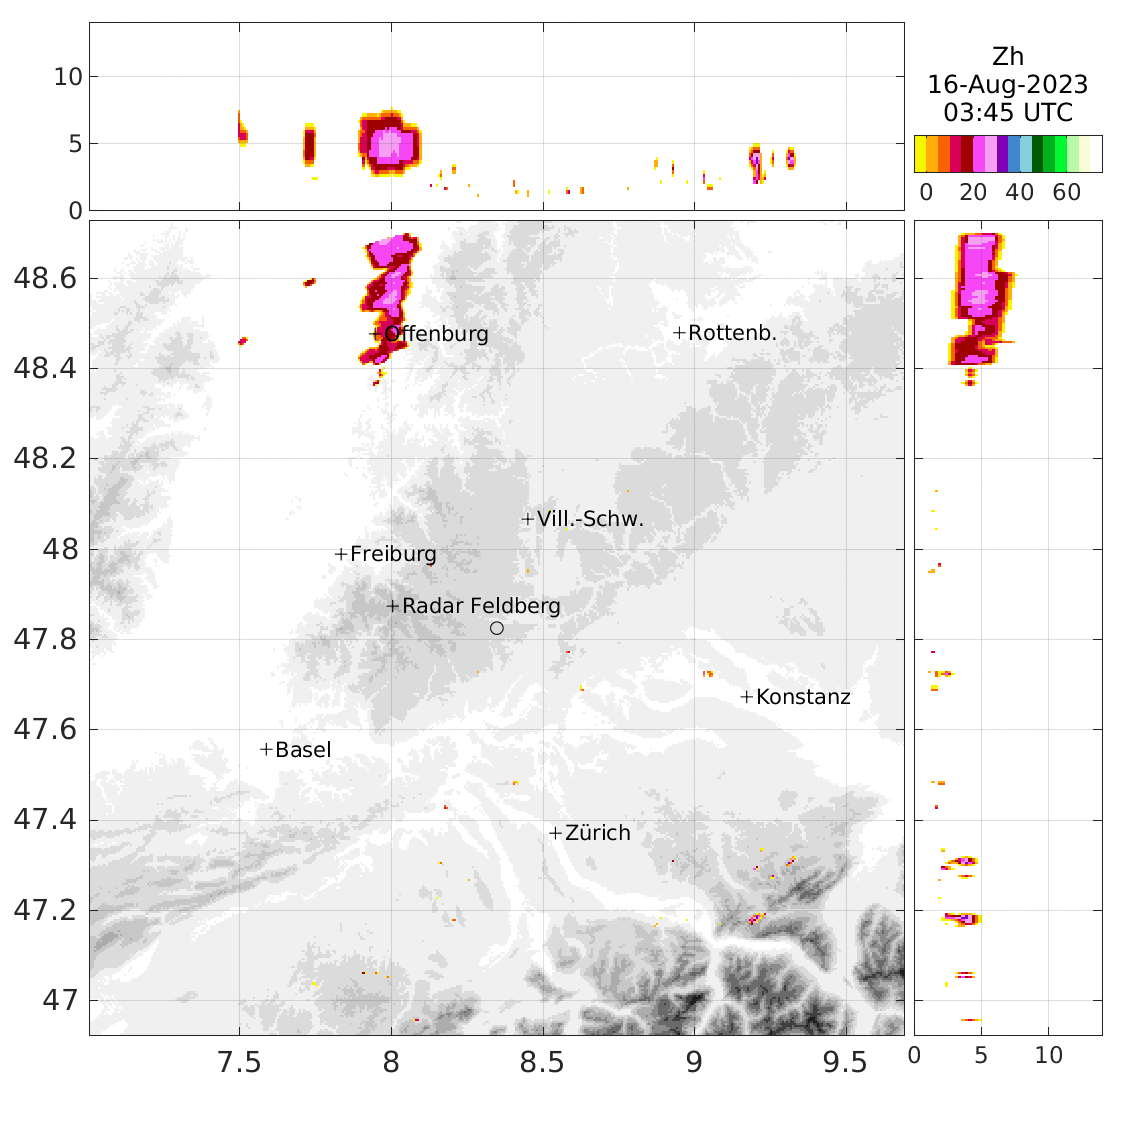 Zh
16-Aug-2023
03:45 UTC
0 20 40 60
10
5
0
48.6
48.4
48.2
48
47.8
47.6
47.4
47.2
47
Offenburg
Rottenb.
Vill.-Schw.
Freiburg
Radar Feldberg
Konstanz
Basel
Zürich
7.5 8 8.5 9 9.5
0 5 10